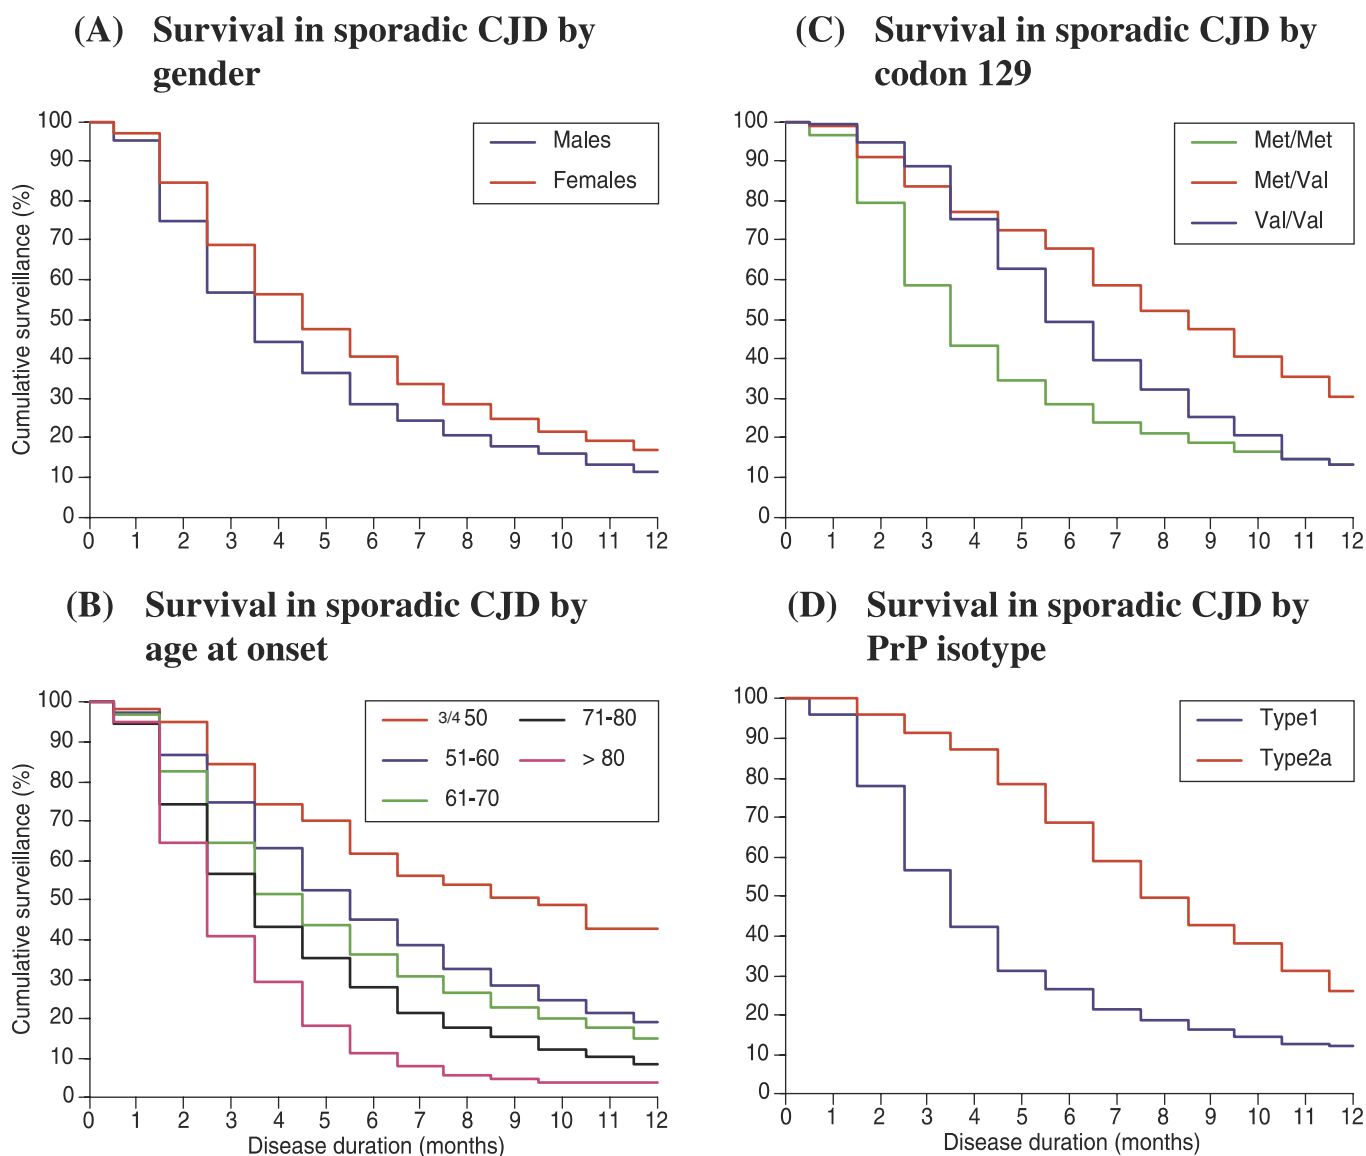 (A) Survival in sporadic CJD by
gender
Cumulative surveillance (%)
100
90
80
70
60
50
40
30
20
10
0
Males
Females
0 1 2 3 4 5 6 7 8 9 10 11 12
(C) Survival in sporadic CJD by
codon 129
100
90
80
70
60
50
40
30
20
10
0
Met/Met
Met/Val
Val/Val
0 1 2 3 4 5 6 7 8 9 10 11 12
(B) Survival in sporadic CJD by
age at onset
Cumulative surveillance (%)
100
90
80
70
60
50
40
30
20
10
0
3/4 50 71-80
51-60 > 80
61-70
0 1 2 3 4 5 6 7 8 9 10 11 12
Disease duration (months)
(D) Survival in sporadic CJD by
PrP isotype
100
90
80
70
60
50
40
30
20
10
0
Type1
Type2a
0 1 2 3 4 5 6 7 8 9 10 11 12
Disease duration (months)